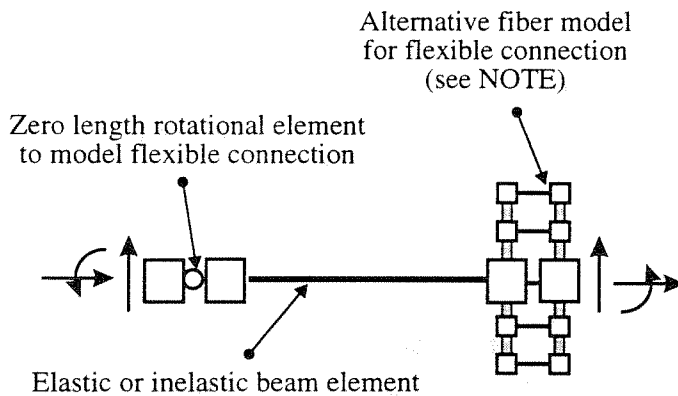 Alternative fiber model
for flexible connection
(see NOTE)
Zero length rotational element
to model flexible connection
Elastic or inelastic beam element